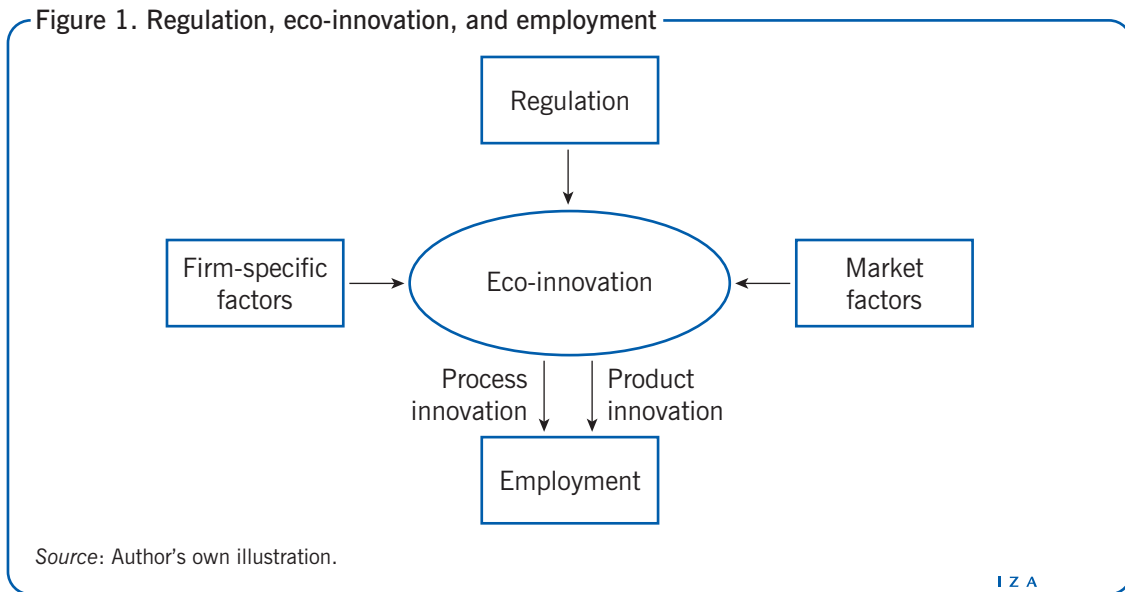 Figure 1. Regulation, eco-innovation, and employment
Regulation
Firm-specific
factors
Eco-innovation
Market
factors
Process
innovation
Product
innovation
Employment
Source: Author's own illustration.
I Z A